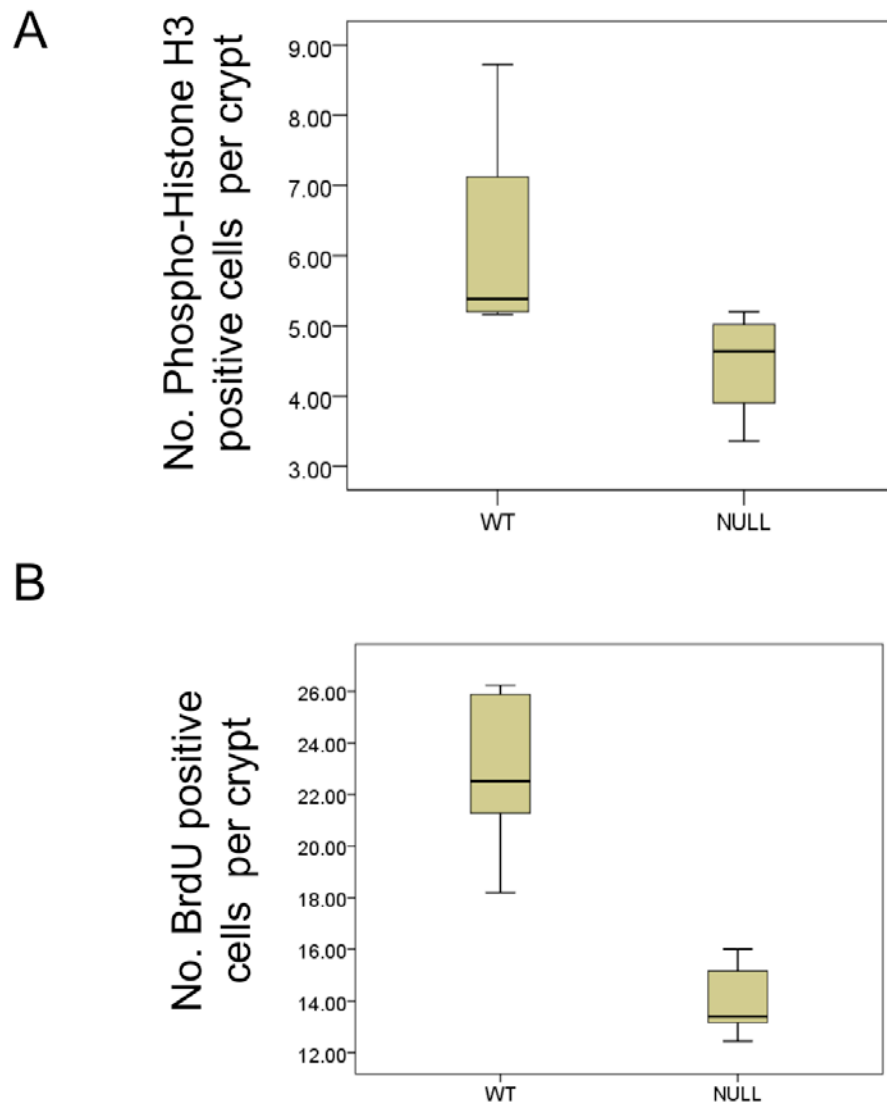 A
No. Phospho-Histone H3
positive cells per crypt
9.00
8.00
7.00
6.00
5.00
4.00
3.00
WT NULL
B
No. BrdU positive
cells per crypt
26.00
24.00
22.00
20.00
18.00
16.00
14.00
12.00
WT NULL